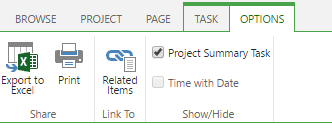 BROWSE PROJECT PAGE TASK OPTIONS
Export to Excel
Print
Related Items
Project Summary Task
Time with Date
Share
Link To
Show/Hide